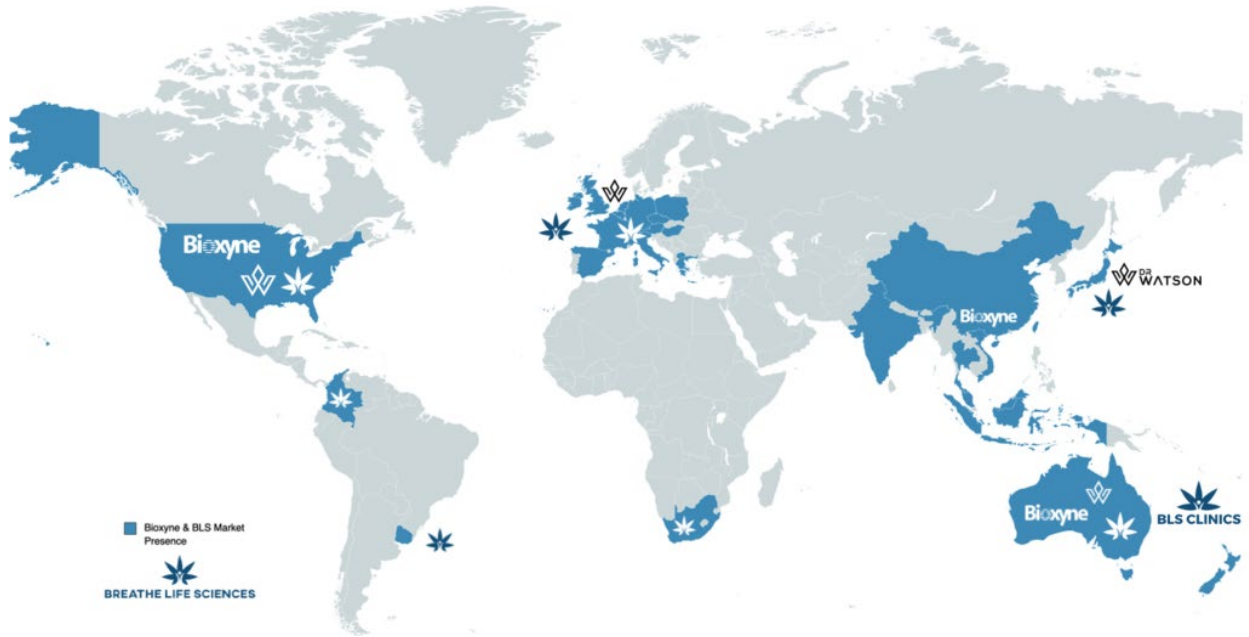 Bioxyne
DR
WATSON
Bioxyne
Bioxyne
BLS CLINICS
Bioxyne & BLS Market
Presence
BREATHE LIFE SCIENCES